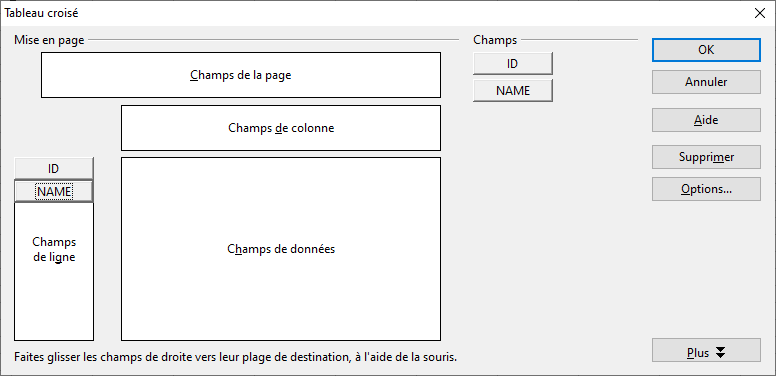 Tableau croisé
Mise en page
Champs
Champs de la page
ID
NAME
OK
Annuler
Champs de colonne
Aide
ID
NAME
Champs
de ligne
Champs de données
Supprimer
Options...
Plus
Faites glisser les champs de droite vers leur plage de destination, à l'aide de la souris.